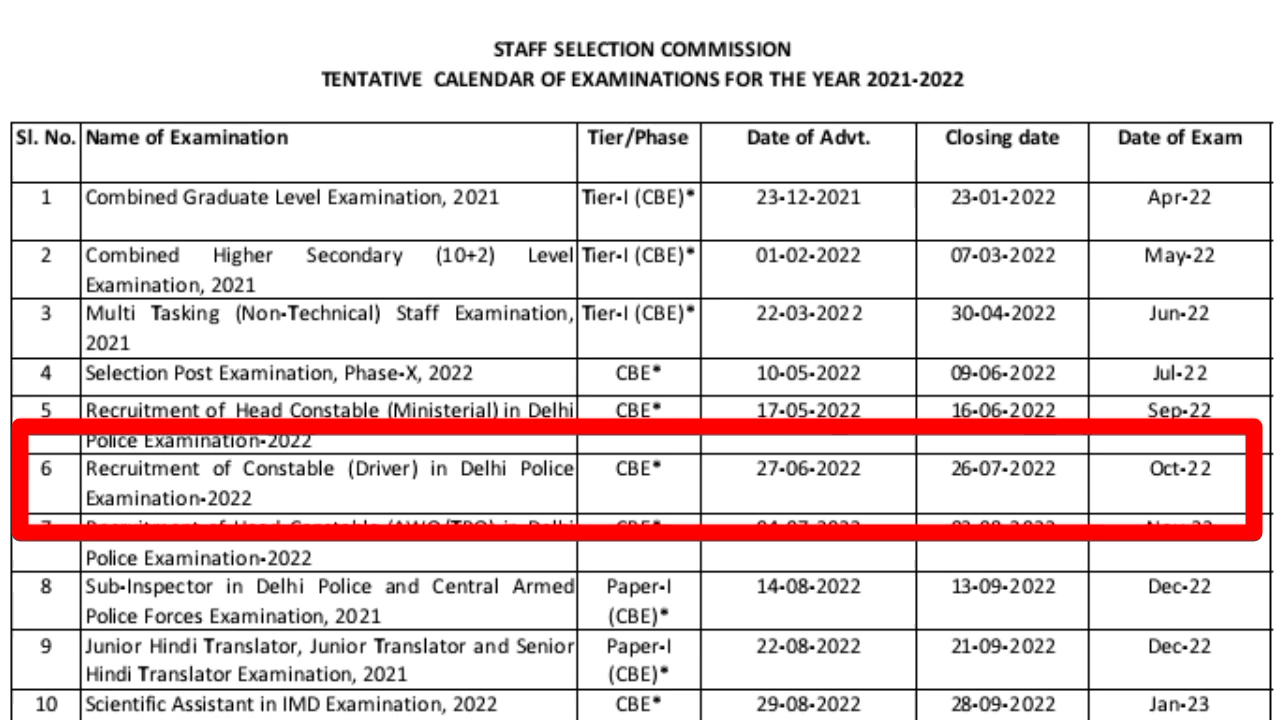 STAFF SELECTION COMMISSION
TENTATIVE CALENDAR OF EXAMINATIONS FOR THE YEAR 2021-2022
Sl. No. Name of Examination Tier/Phase Date of Advt. Closing date Date of Exam
1 Combined Graduate Level Examination, 2021 Tier-I (CBE)* 23-12-2021 23-01-2022 Apr-22
2 Combined Higher Secondary (10+2) Level Tier-I (CBE)* 01-02-2022 07-03-2022 May-22
Examination, 2021
3 Multi Tasking (Non-Technical) Staff Examination, Tier-I (CBE)* 22-03-2022 30-04-2022 Jun-22
2021
4 Selection Post Examination, Phase-X, 2022 CBE* 10-05-2022 09-06-2022 Jul-22
5 Recruitment of Head Constable (Ministerial) in Delhi CBE* 17-05-2022 16-06-2022 Sep-22
Police Examination-2022
6 Recruitment of Constable (Driver) in Delhi Police CBE* 27-06-2022 26-07-2022 Oct-22
Examination-2022
Recruitment of Head Constable (AWO/TPO) in Delhi CBE*
Police Examination-2022
8 Sub-Inspector in Delhi Police and Central Armed Paper-I 14-08-2022 13-09-2022 Dec-22
Police Forces Examination, 2021 (CBE)*
9 Junior Hindi Translator, Junior Translator and Senior Paper-I 22-08-2022 21-09-2022 Dec-22
Hindi Translator Examination, 2021 (CBE)*
10 Scientific Assistant in IMD Examination, 2022 CBE* 29-08-2022 28-09-2022 Jan-23